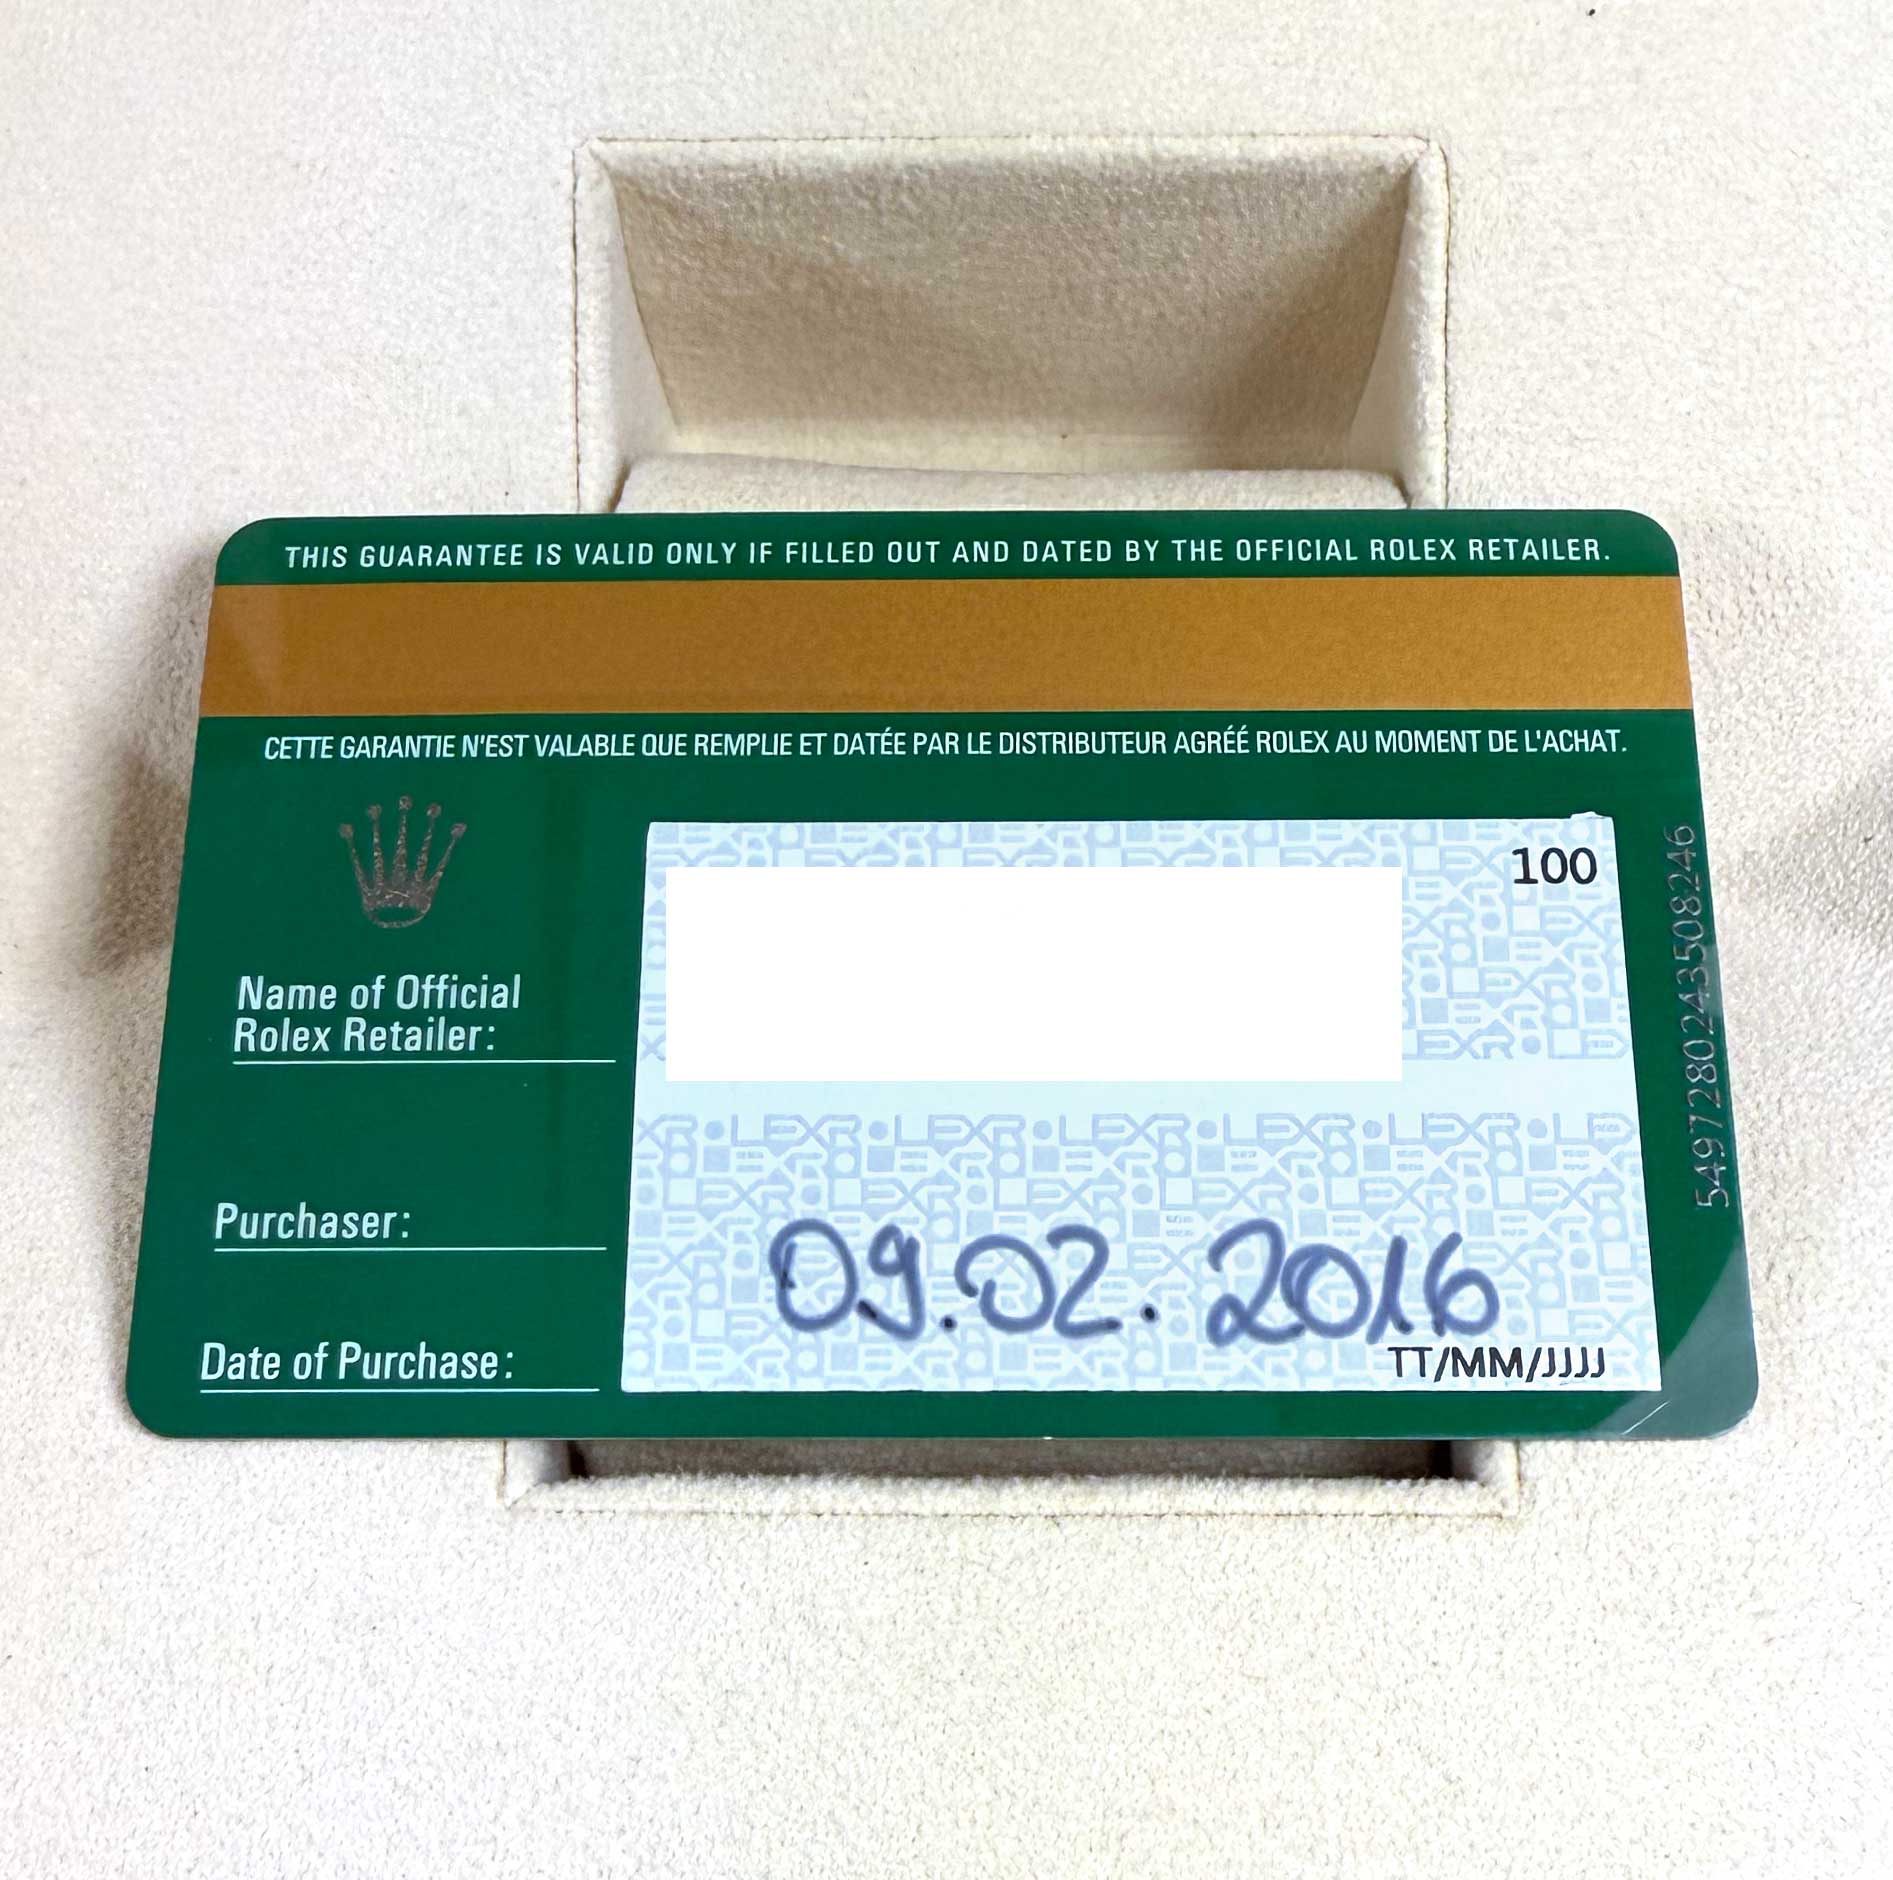 THIS GUARANTEE IS VALID ONLY IF FILLED OUT AND DATED BY THE OFFICIAL ROLEX RETAILER.
CETTE GARANTIE N'EST VALABLE QUE REMPLIE ET DATÉE PAR LE DISTRIBUTEUR AGRÉÉ ROLEX AU MOMENT DE L'ACHAT.
100
Name of Official
Rolex Retailer:
Purchaser:
09.02.2016
TT/MM/JJJJ
Date of Purchase:
5497280243508246